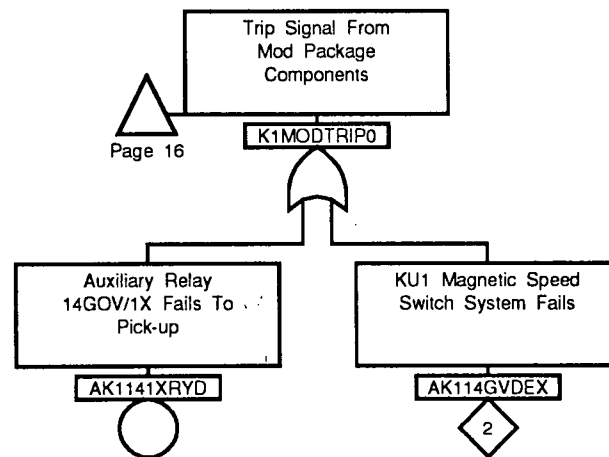 Trip Signal From
Mod Package
Components
Page 16
K1MODTRIP0
Auxiliary Relay
14GOV/1X Fails To
Pick-up
AK1141XRYD
KU1 Magnetic Speed
Switch System Fails
AK114GVDEX
2